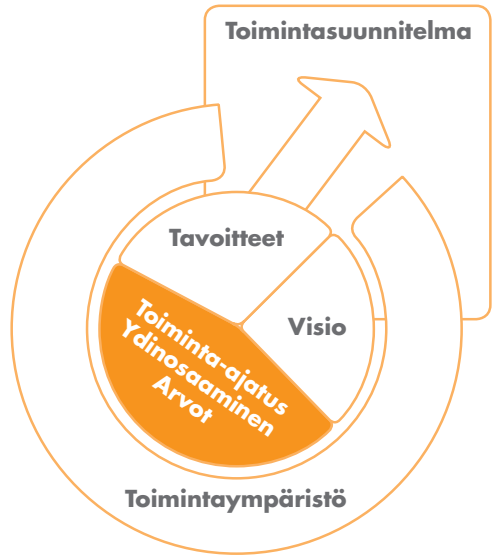 Toimintasuunnitelma
Tavoitteet
Visio
Toiminta-ajatus
Ydinosaaminen
Arvot
Toimintaympäristö